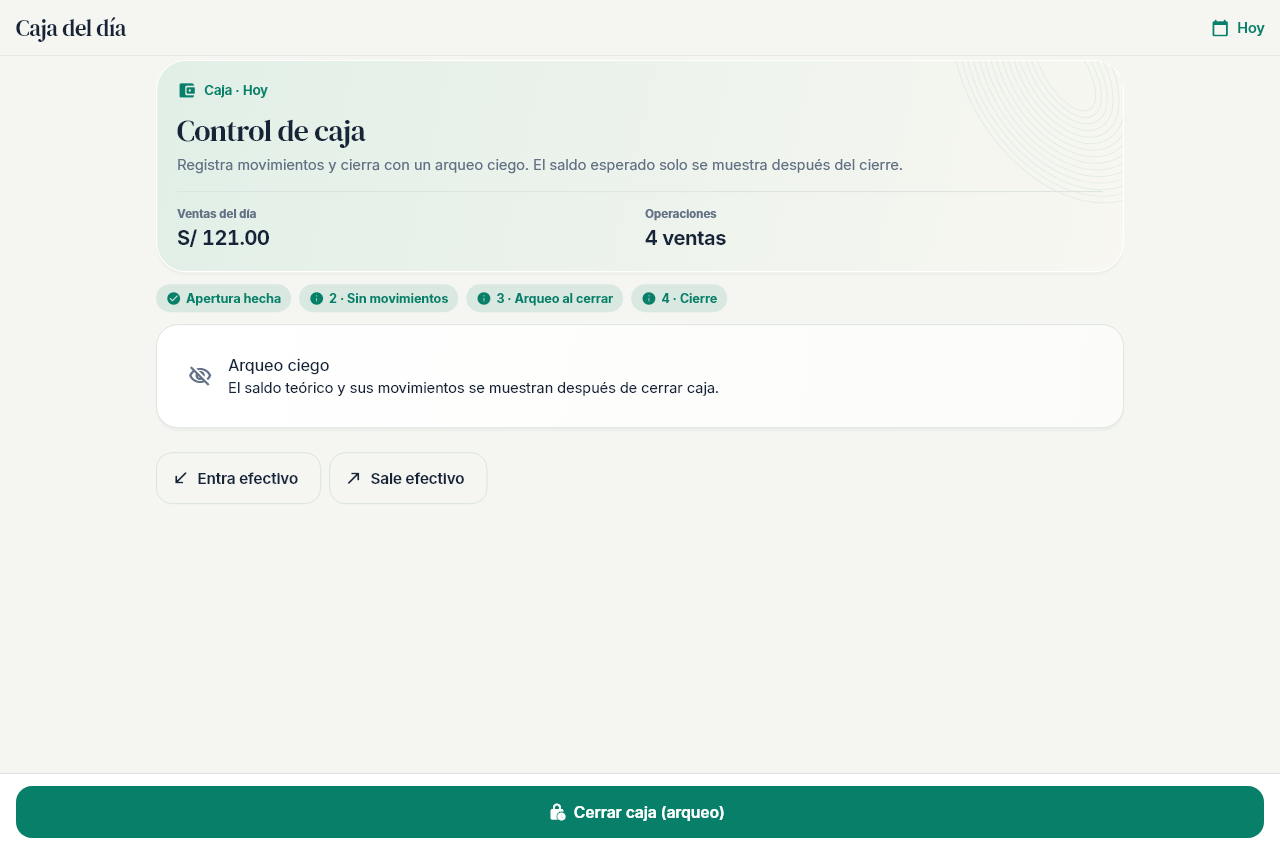 Caja del día
Hoy
Caja · Hoy
Control de caja
Registra movimientos y cierra con un arqueo ciego. El saldo esperado solo se muestra después del cierre.
Ventas del día
Operaciones
S/ 121.00
4 ventas
Apertura hecha
2 · Sin movimientos
3 · Arqueo al cerrar
4 · Cierre
Arqueo ciego
El saldo teórico y sus movimientos se muestran después de cerrar caja.
Entra efectivo
Sale efectivo
Cerrar caja (arqueo)